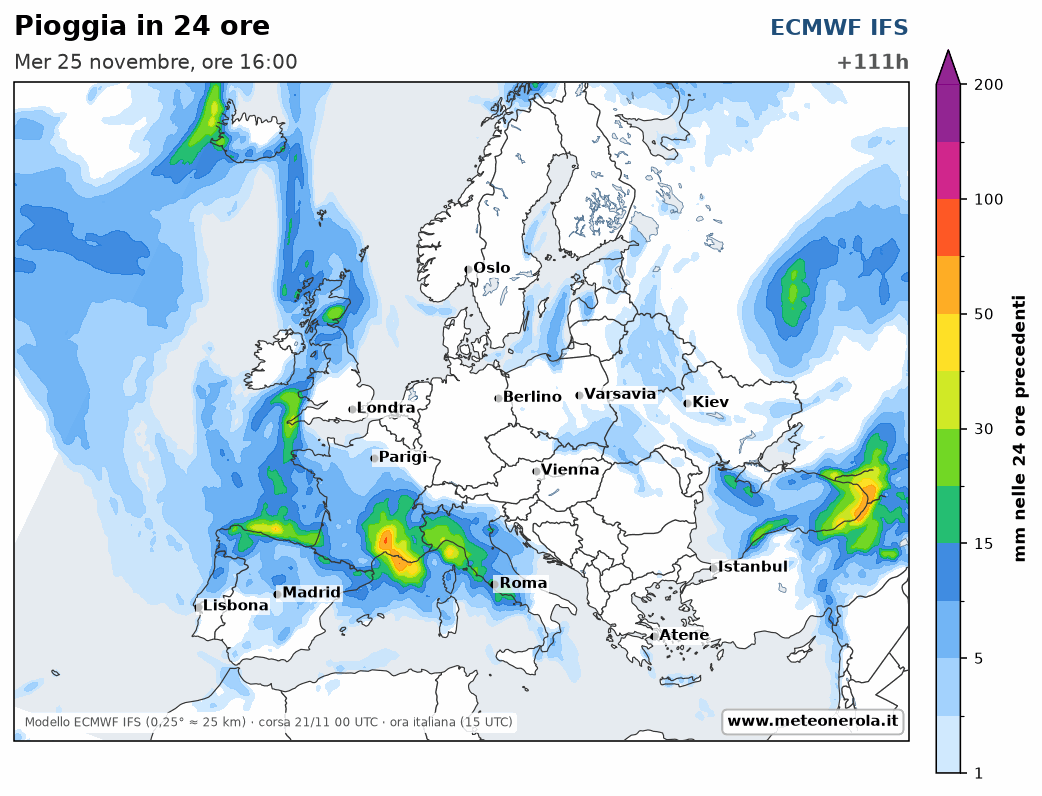 Pioggia in 24 ore
ECMWF IFS
Mer 25 novembre, ore 16:00
+111h
200
100
50
30
15
5
1
mm nelle 24 ore precedenti
Oslo
Berlino
Varsavia
Kiev
Londra
Parigi
Vienna
Istanbul
Roma
Madrid
Lisbona
Atene
Modello ECMWF IFS (0,25° ≈ 25 km) · corsa 21/11 00 UTC · ora italiana (15 UTC)
www.meteonerola.it